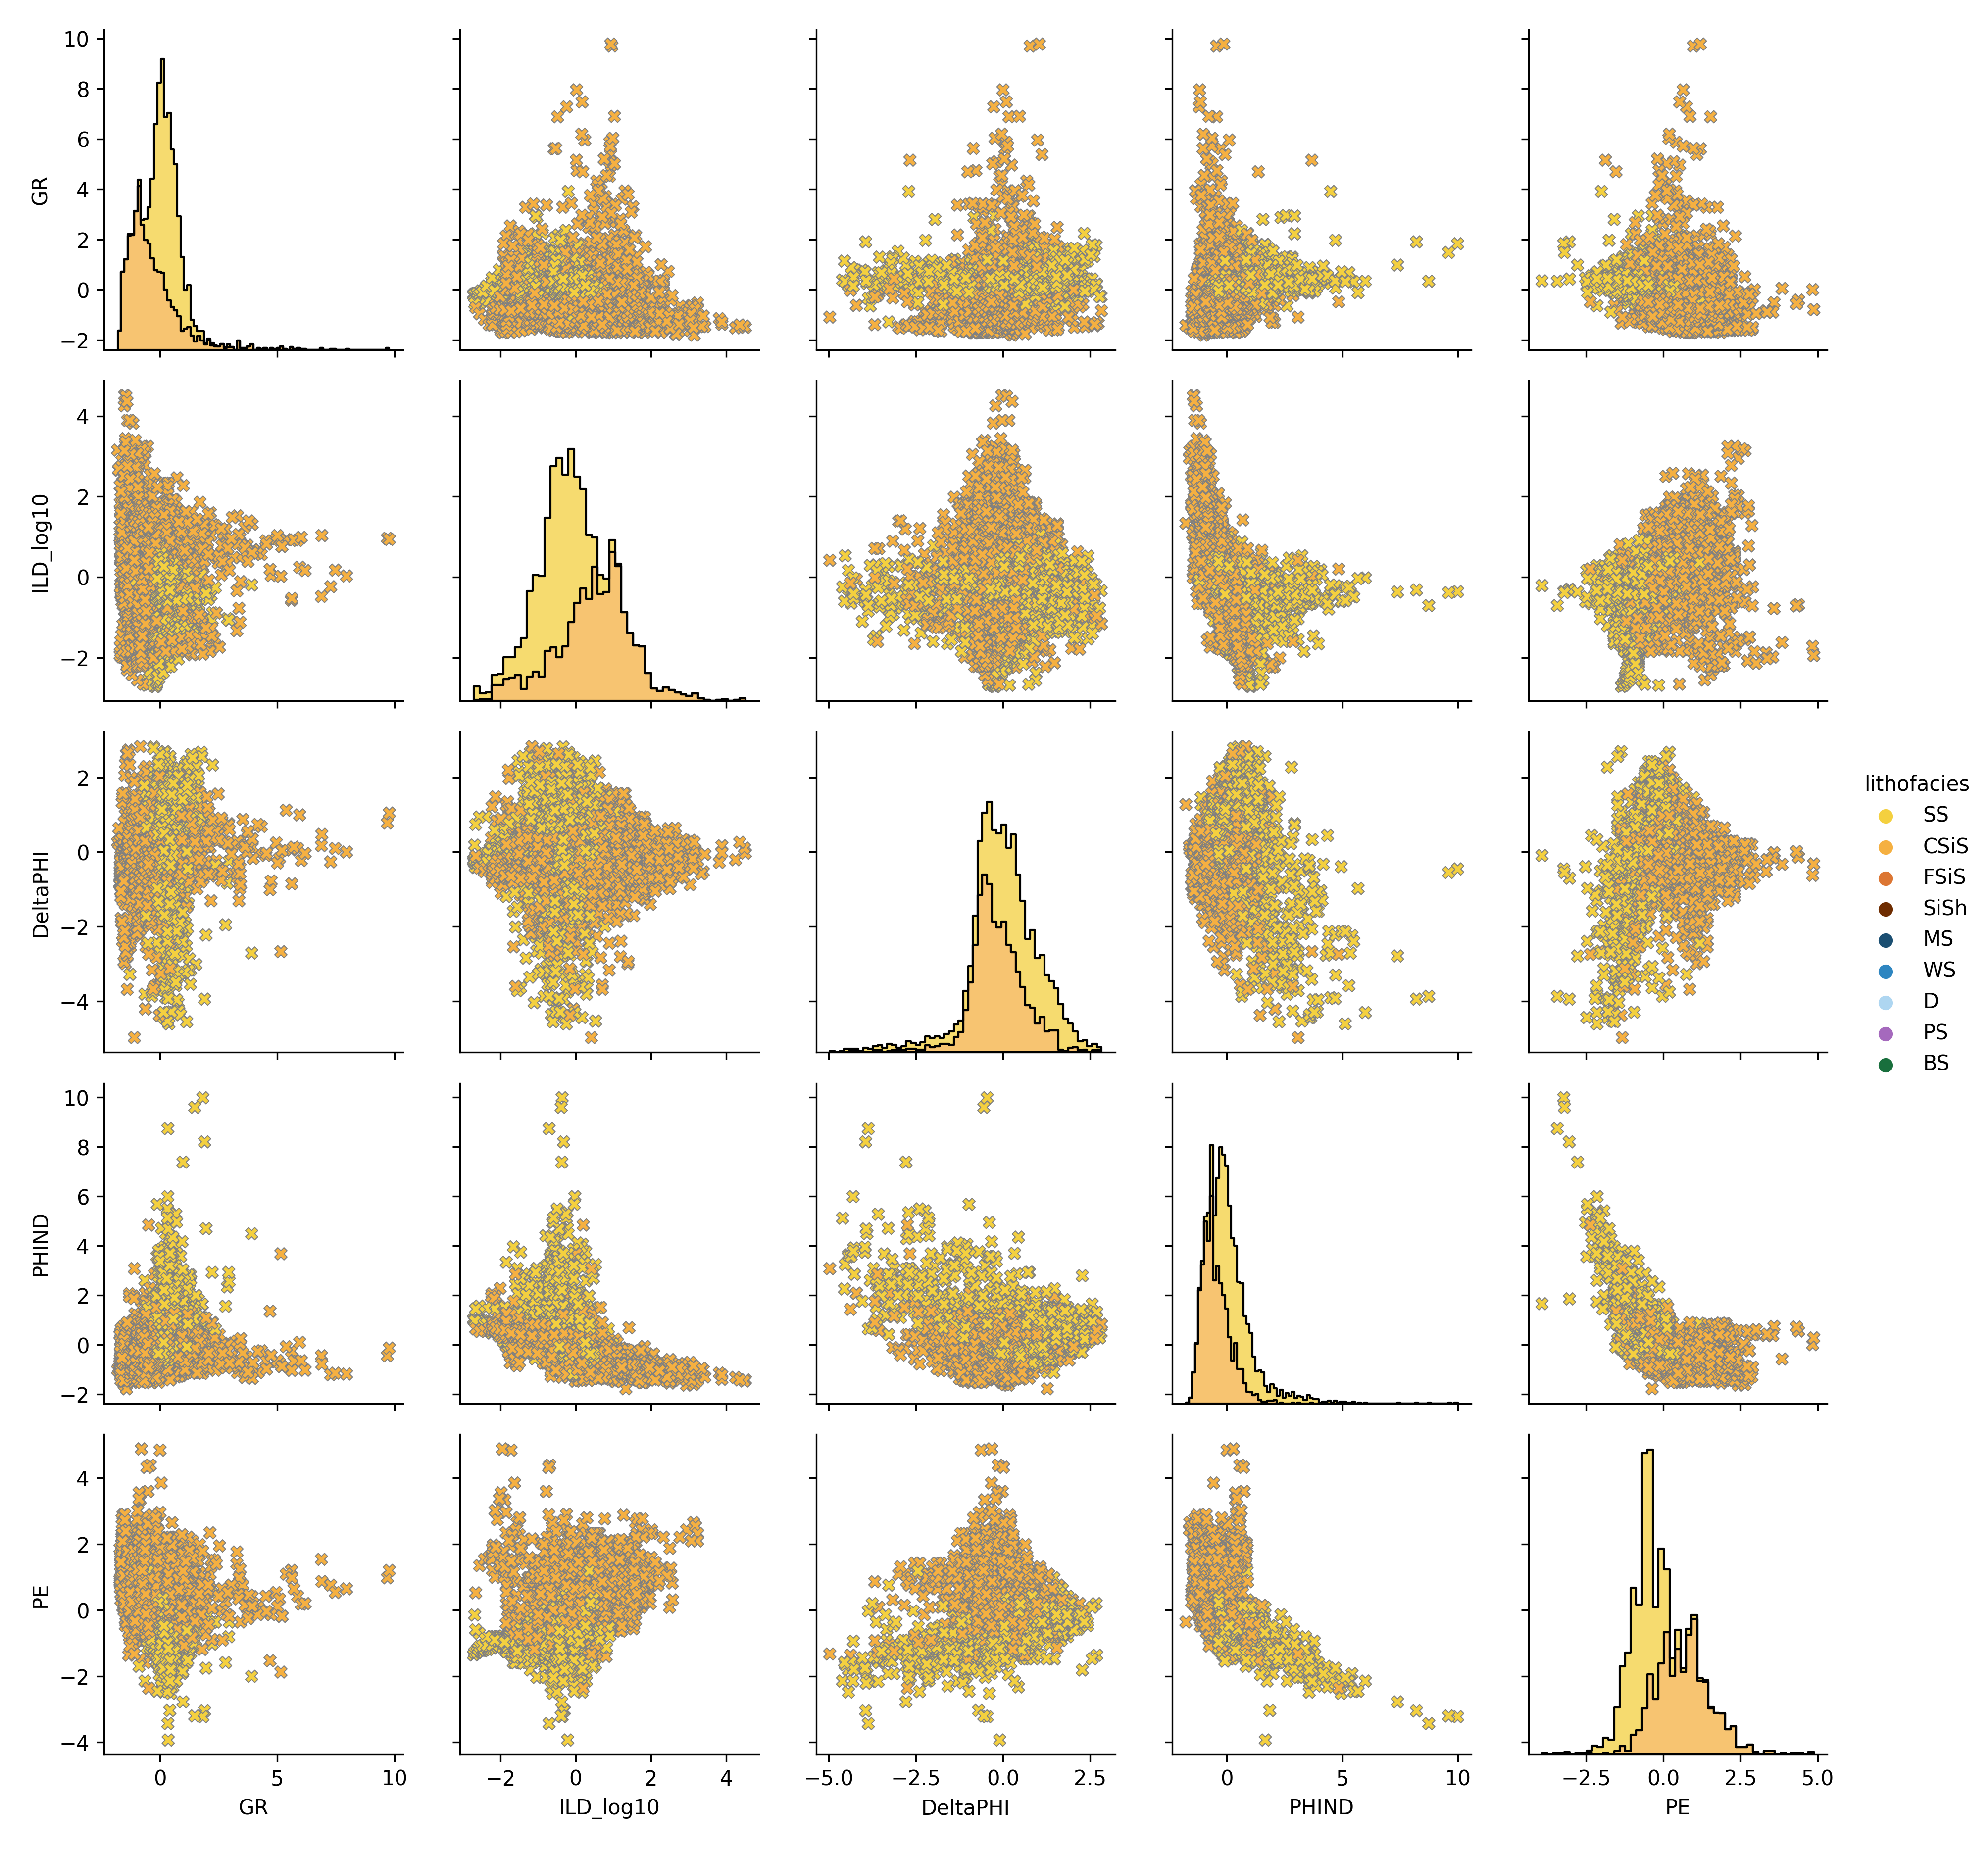 10
8
6
4
2
0
−2
GR
4
2
0
−2
ILD_log10
2
0
−2
−4
DeltaPHI
lithofacies
SS
CSiS
FSiS
SiSh
MS
WS
D
PS
BS
10
8
6
4
2
0
−2
PHIND
4
2
0
−2
−4
PE
0 5 10
−2 0 2 4
−5.0 −2.5 0.0 2.5
0 5 10
−2.5 0.0 2.5 5.0
GR ILD_log10 DeltaPHI PHIND PE